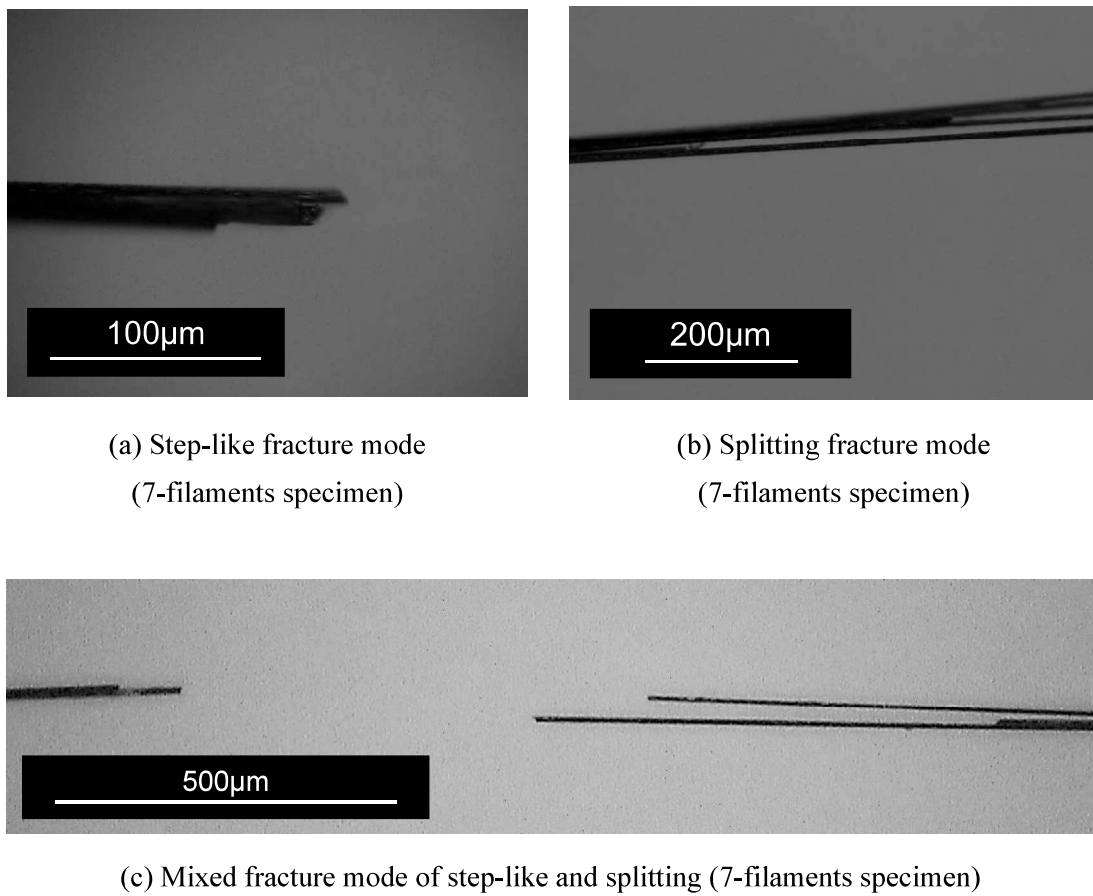 100μm
200μm
(a) Step-like fracture mode
(7-filaments specimen)
(b) Splitting fracture mode
(7-filaments specimen)
500μm
(c) Mixed fracture mode of step-like and splitting (7-filaments specimen)